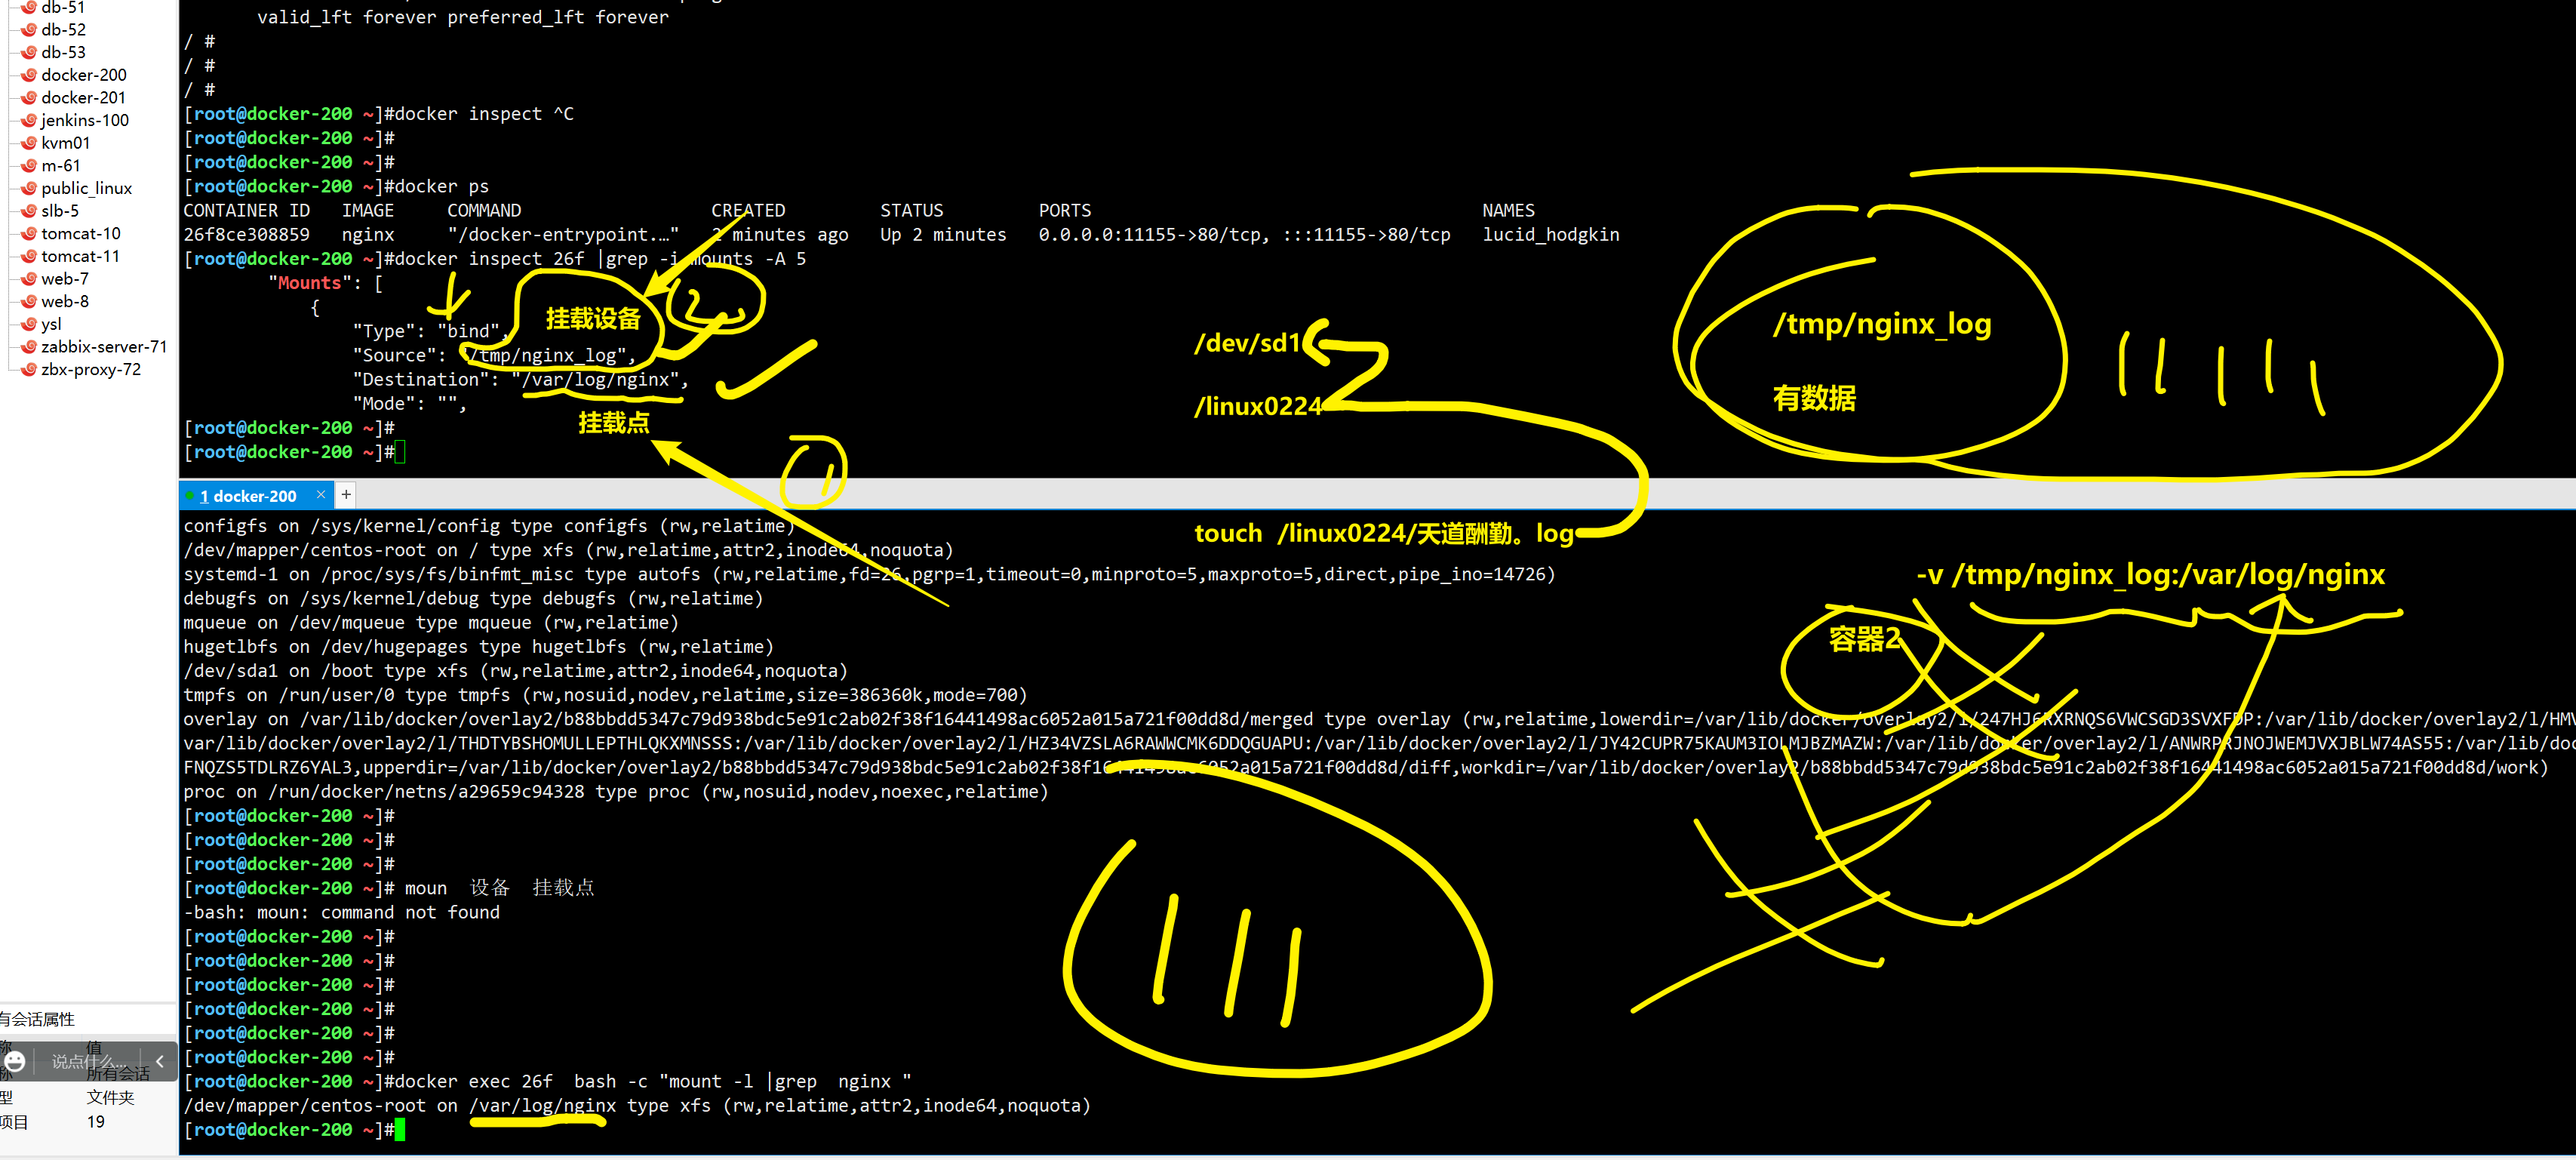 db-51
db-52
db-53
docker-200
docker-201
jenkins-100
kvm01
m-61
public_linux
slb-5
tomcat-10
tomcat-11
web-7
web-8
ysl
zabbix-server-71
zbx-proxy-72
有会话属性
称 值
说点什么...
称 所有会话
型 文件夹
项目 19
valid_lft forever preferred_lft forever
/ #
/ #
/ #
[root@docker-200 ~]#docker inspect ^C
[root@docker-200 ~]#
[root@docker-200 ~]#
[root@docker-200 ~]#docker ps
CONTAINER ID IMAGE COMMAND CREATED STATUS PORTS NAMES
26f8ce308859 nginx "/docker-entrypoint.…" 2 minutes ago Up 2 minutes 0.0.0.0:11155->80/tcp, :::11155->80/tcp lucid_hodgkin
[root@docker-200 ~]#docker inspect 26f |grep -i mounts -A 5
"Mounts": [
{
"Type": "bind",
挂载设备
"Source": "/tmp/nginx_log",
"Destination": "/var/log/nginx",
"Mode": "",
挂载点
[root@docker-200 ~]#
[root@docker-200 ~]#
2
1
/dev/sd1
/linux0224
touch /linux0224/天道酬勤。log
/tmp/nginx_log
有数据
1 docker-200 × +
configfs on /sys/kernel/config type configfs (rw,relatime)
/dev/mapper/centos-root on / type xfs (rw,relatime,attr2,inode64,noquota)
systemd-1 on /proc/sys/fs/binfmt_misc type autofs (rw,relatime,fd=26,pgrp=1,timeout=0,minproto=5,maxproto=5,direct,pipe_ino=14726)
debugfs on /sys/kernel/debug type debugfs (rw,relatime)
mqueue on /dev/mqueue type mqueue (rw,relatime)
hugetlbfs on /dev/hugepages type hugetlbfs (rw,relatime)
/dev/sda1 on /boot type xfs (rw,relatime,attr2,inode64,noquota)
tmpfs on /run/user/0 type tmpfs (rw,nosuid,nodev,relatime,size=386360k,mode=700)
-v /tmp/nginx_log:/var/log/nginx
容器2
overlay on /var/lib/docker/overlay2/b88bbdd5347c79d938bdc5e91c2ab02f38f16441498ac6052a015a721f00dd8d/merged type overlay (rw,relatime,lowerdir=/var/lib/docker/overlay2/l/247HJ6RXRNQS6VWCSGD3SVXFDP:/var/lib/docker/overlay2/l/HMV
var/lib/docker/overlay2/l/THDTYBSHOMULLEPTHLQKXMNSSS:/var/lib/docker/overlay2/l/HZ34VZSLA6RAWWCMK6DDQGUAPU:/var/lib/docker/overlay2/l/JY42CUPR75KAUM3IOLMJBZMAZW:/var/lib/docker/overlay2/l/ANWRPRJNOJWEMJVXJBLW74AS55:/var/lib/doc
FNQZS5TDLRZ6YAL3,upperdir=/var/lib/docker/overlay2/b88bbdd5347c79d938bdc5e91c2ab02f38f16441498ac6052a015a721f00dd8d/diff,workdir=/var/lib/docker/overlay2/b88bbdd5347c79d938bdc5e91c2ab02f38f16441498ac6052a015a721f00dd8d/work)
proc on /run/docker/netns/a29659c94328 type proc (rw,nosuid,nodev,noexec,relatime)
[root@docker-200 ~]#
[root@docker-200 ~]#
[root@docker-200 ~]#
[root@docker-200 ~]# moun 设备 挂载点
-bash: moun: command not found
[root@docker-200 ~]#
[root@docker-200 ~]#
[root@docker-200 ~]#
[root@docker-200 ~]#
[root@docker-200 ~]#
[root@docker-200 ~]#
[root@docker-200 ~]#docker exec 26f bash -c "mount -l |grep nginx "
/dev/mapper/centos-root on /var/log/nginx type xfs (rw,relatime,attr2,inode64,noquota)
[root@docker-200 ~]#